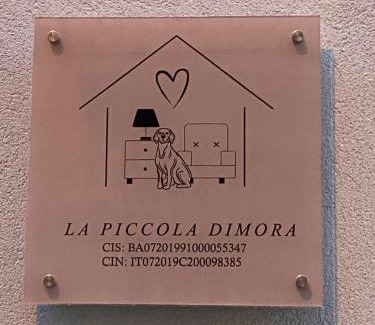 LA PICCOLA DIMORA
CIS: BA07201991000055347
CIN: IT072019C200098385